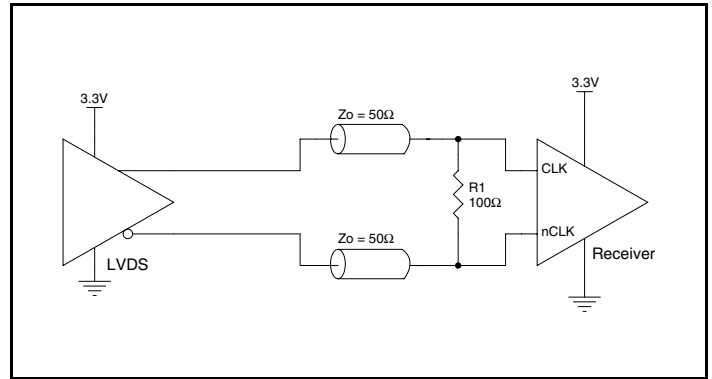 3.3V
3.3V
Zo = 50Ω
CLK
R1
100Ω
nCLK
Zo = 50Ω
Receiver
LVDS